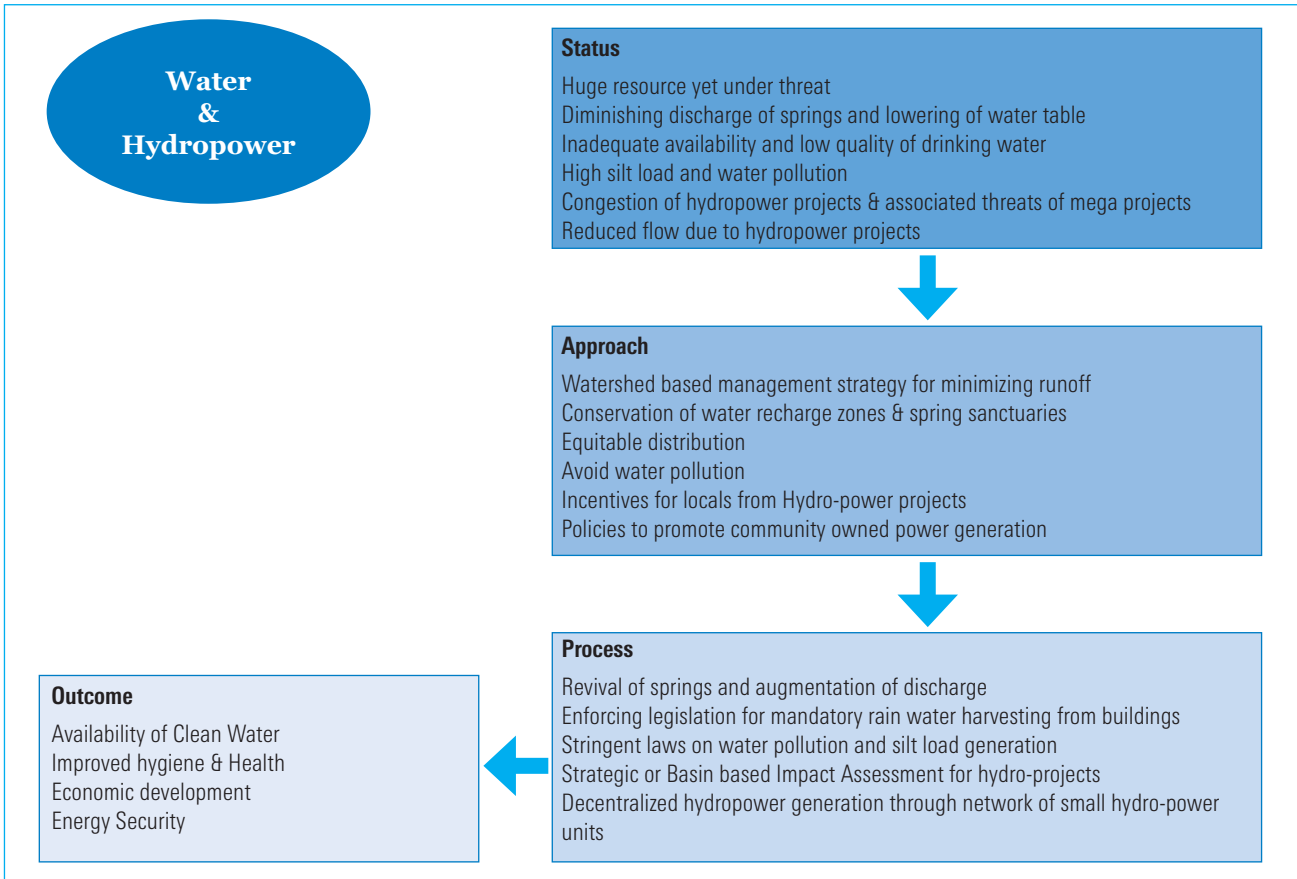 Water
&
Hydropower
Status
Huge resource yet under threat
Diminishing discharge of springs and lowering of water table
Inadequate availability and low quality of drinking water
High silt load and water pollution
Congestion of hydropower projects & associated threats of mega projects
Reduced flow due to hydropower projects
Approach
Watershed based management strategy for minimizing runoff
Conservation of water recharge zones & spring sanctuaries
Equitable distribution
Avoid water pollution
Incentives for locals from Hydro-power projects
Policies to promote community owned power generation
Process
Revival of springs and augmentation of discharge
Enforcing legislation for mandatory rain water harvesting from buildings
Stringent laws on water pollution and silt load generation
Strategic or Basin based Impact Assessment for hydro-projects
Decentralized hydropower generation through network of small hydro-power
units
Outcome
Availability of Clean Water
Improved hygiene & Health
Economic development
Energy Security